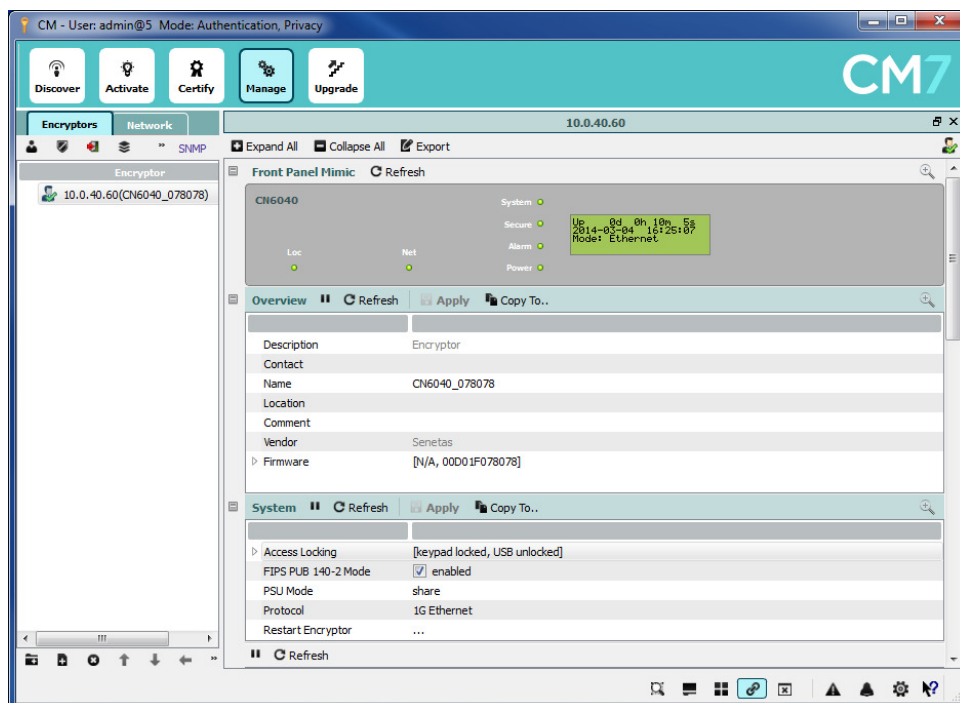 CM - User: admin@5 Mode: Authentication, Privacy
Discover Activate Certify Manage Upgrade
CM7
Encryptors Network
10.0.40.60
» SNMP
Expand All Collapse All Export
Encryptor
10.0.40.60(CN6040_078078)
Front Panel Mimic Refresh
CN6040
System
Secure
Alarm
Power
Loc
Net
Up 0d 0h 10m 5s
2014-03-04 16:25:07
Mode: Ethernet
Overview Refresh Apply Copy To..
Description Encryptor
Contact
Name CN6040_078078
Location
Comment
Vendor Senetas
Firmware [N/A, 00D01F078078]
System Refresh Apply Copy To..
Access Locking [keypad locked, USB unlocked]
FIPS PUB 140-2 Mode enabled
PSU Mode share
Protocol 1G Ethernet
Restart Encryptor ...
Refresh
»